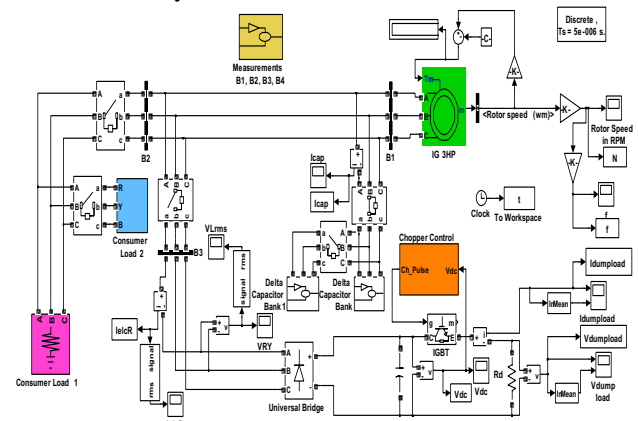 Discrete ,
Ts = 5e-006 s.
Measurements
B1, B2, B3, B4
-C-
-K-
Tm
A
B
C
m
<Rotor speed (wm)>
-K-
Rotor Speed
in RPM
N
-K-
f
f
IG 3HP
B1
B2
A
B
C
a
b
c
Icap
Icap
A
B
C
a
b
c
R
Y
B
Consumer
Load 2
A
B
C
a
b
c
B3
VLrms
signal rms
VRY
A
B
C
a
b
c
Delta
Capacitor
Bank 1
Delta
Capacitor
Bank
Clock
t
To Workspace
Chopper Control
Ch_Pulse
Vdc
g
m
C
E
IGBT
Idumpload
InMean
Idumpload
Vdumpload
Vdump
load
InMean
Rd
Vdc
Vdc
A
B
C
Consumer Load 1
IelcR
signal rms
A
B
C
+
-
Universal Bridge